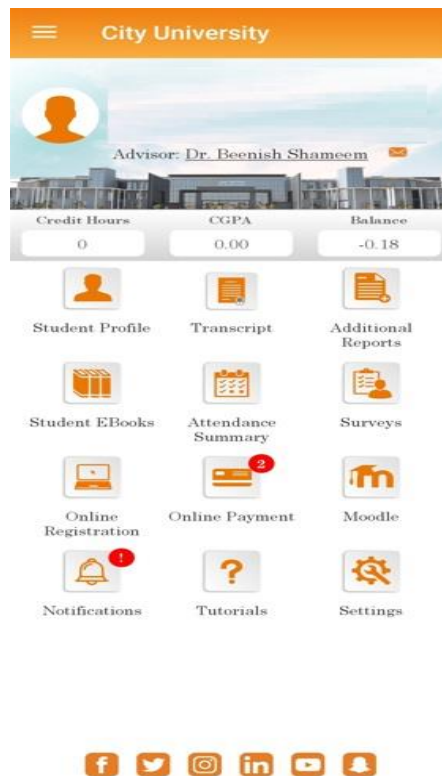 City University
Advisor: Dr. Beenish Shameem
Credit Hours CGPA Balance
0 0.00 -0.18
Student Profile Transcript Additional
Reports
Student EBooks Attendance Surveys
Summary
2
Online Online Payment Moodle
Registration
!
Notifications Tutorials Settings